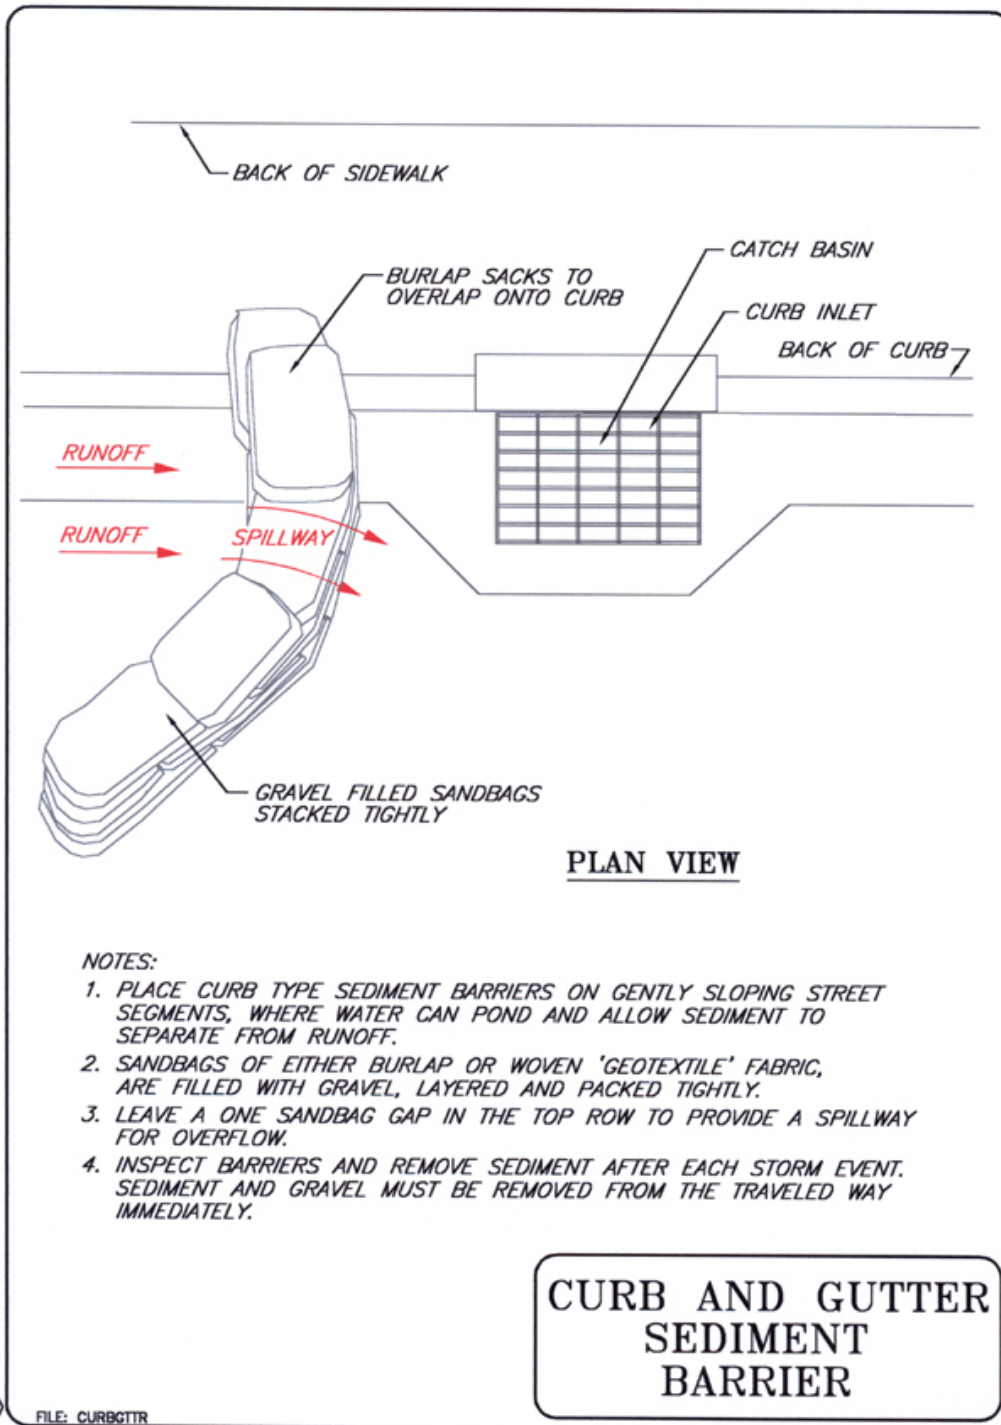 BACK OF SIDEWALK
CATCH BASIN
BURLAP SACKS TO
OVERLAP ONTO CURB
CURB INLET
BACK OF CURB
RUNOFF
RUNOFF
SPILLWAY
GRAVEL FILLED SANDBAGS
STACKED TIGHTLY
PLAN VIEW
NOTES:
1. PLACE CURB TYPE SEDIMENT BARRIERS ON GENTLY SLOPING STREET
SEGMENTS, WHERE WATER CAN POND AND ALLOW SEDIMENT TO
SEPARATE FROM RUNOFF.
2. SANDBAGS OF EITHER BURLAP OR WOVEN 'GEOTEXTILE' FABRIC,
ARE FILLED WITH GRAVEL, LAYERED AND PACKED TIGHTLY.
3. LEAVE A ONE SANDBAG GAP IN THE TOP ROW TO PROVIDE A SPILLWAY
FOR OVERFLOW.
4. INSPECT BARRIERS AND REMOVE SEDIMENT AFTER EACH STORM EVENT.
SEDIMENT AND GRAVEL MUST BE REMOVED FROM THE TRAVELED WAY
IMMEDIATELY.
CURB AND GUTTER
SEDIMENT
BARRIER
FILE: CURBGTTR